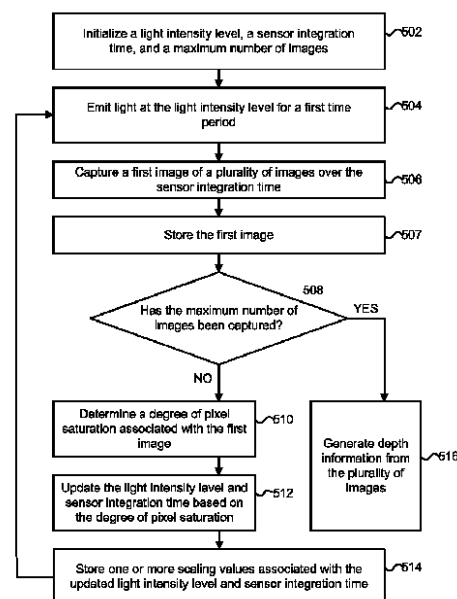 Initialize a light intensity level, a sensor integration
time, and a maximum number of images
502
Emit light at the light intensity level for a first time
period
504
Capture a first image of a plurality of images over the
sensor integration time
506
Store the first image
507
508
Has the maximum number of
images been captured?
YES
NO
Determine a degree of pixel
saturation associated with the first
image
510
Generate depth
information from
the plurality of
images
516
Update the light intensity level and
sensor integration time based on
the degree of pixel saturation
512
Store one or more scaling values associated with the
updated light intensity level and sensor integration time
514